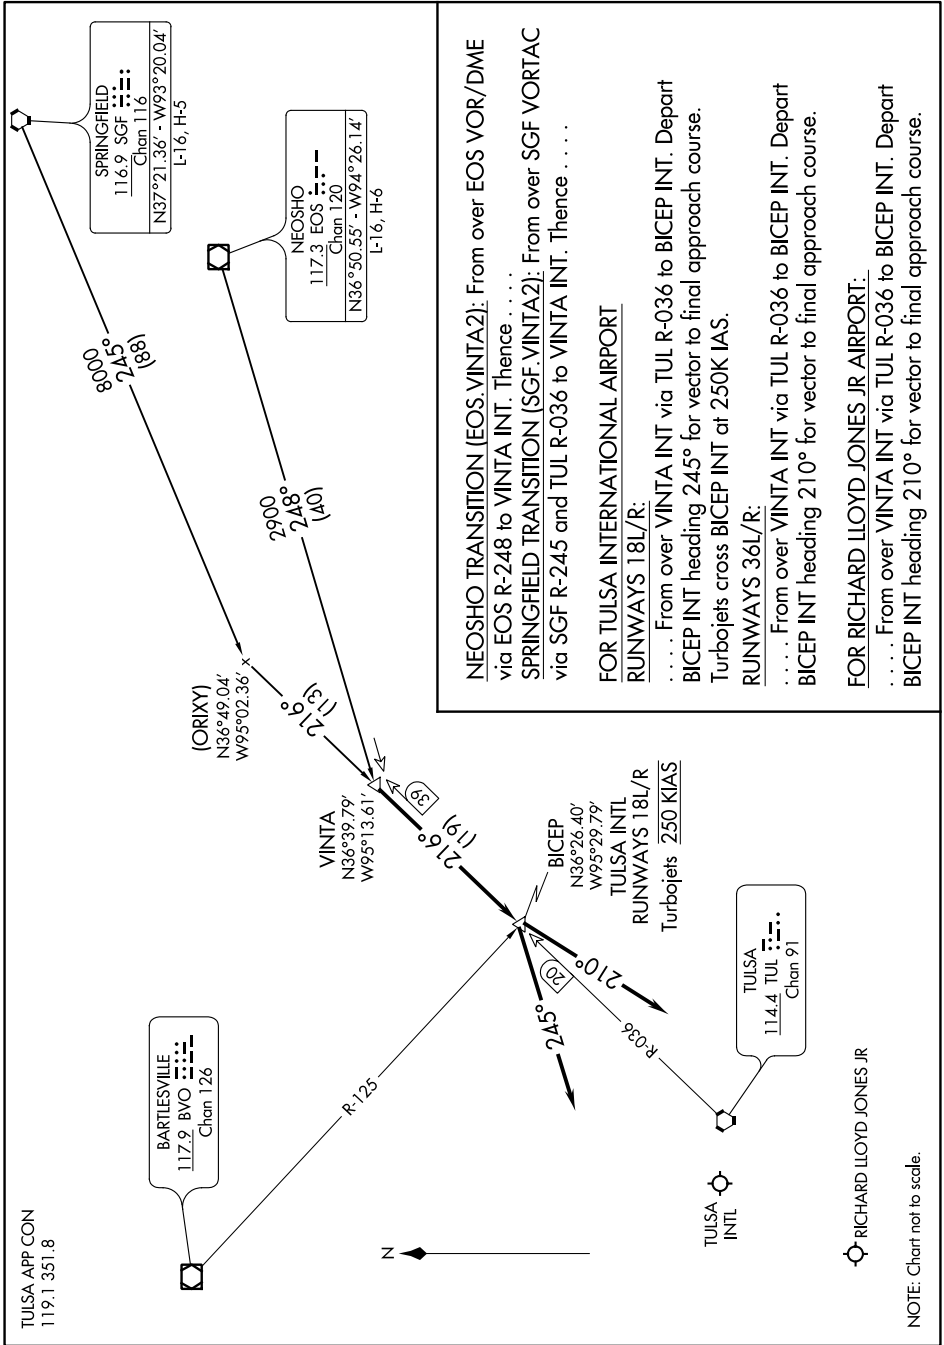 TULSA APP CON
119.1 351.8
SPRINGFIELD
116.9 SGF
Chan 116
N37°21.36' - W93°20.04'
L-16, H-5
NEOSHO
117.3 EOS
Chan 120
N36°50.55' - W94°26.14'
L-16, H-6
8000
245°
(88)
2900
248°
(40)
(ORIXY)
N36°49.04'
W95°02.36'
216°
(13)
VINTA
N36°39.79'
W95°13.61'
39
216°
(19)
BARTLESVILLE
117.9 BVO
Chan 126
R-125
BICEP
N36°26.40'
W95°29.79'
TULSA INTL
RUNWAYS 18L/R
Turbojets 250 KIAS
20
245°
210°
R-036
TULSA
114.4 TUL
Chan 91
N
TULSA
INTL
RICHARD LLOYD JONES JR
NOTE: Chart not to scale.
NEOSHO TRANSITION (EOS.VINTA2): From over EOS VOR/DME
via EOS R-248 to VINTA INT. Thence . . . .
SPRINGFIELD TRANSITION (SGF.VINTA2): From over SGF VORTAC
via SGF R-245 and TUL R-036 to VINTA INT. Thence . . . .
FOR TULSA INTERNATIONAL AIRPORT
RUNWAYS 18L/R:
. . . . From over VINTA INT via TUL R-036 to BICEP INT. Depart
BICEP INT heading 245° for vector to final approach course.
Turbojets cross BICEP INT at 250K IAS.
RUNWAYS 36L/R:
. . . . From over VINTA INT via TUL R-036 to BICEP INT. Depart
BICEP INT heading 210° for vector to final approach course.
FOR RICHARD LLOYD JONES JR AIRPORT:
. . . . From over VINTA INT via TUL R-036 to BICEP INT. Depart
BICEP INT heading 210° for vector to final approach course.